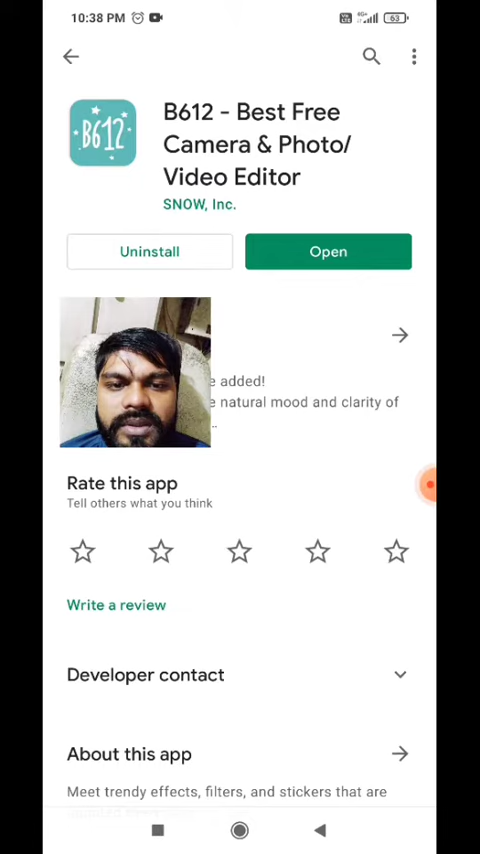 10:38 PM 63
B612
B612 - Best Free
Camera & Photo/
Video Editor
SNOW, Inc.
Uninstall
Open
e added!
e natural mood and clarity of
..
Rate this app
Tell others what you think
Write a review
Developer contact
About this app
Meet trendy effects, filters, and stickers that are